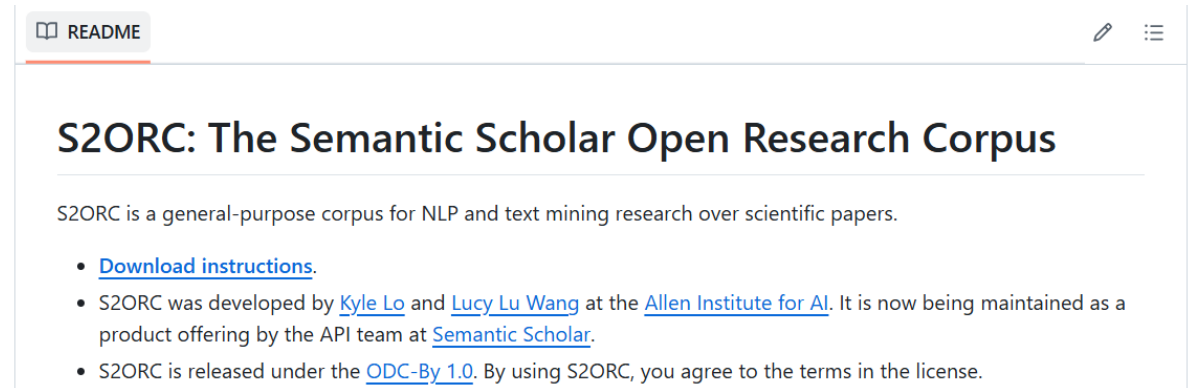 README
S2ORC: The Semantic Scholar Open Research Corpus
S2ORC is a general-purpose corpus for NLP and text mining research over scientific papers.
• Download instructions.
• S2ORC was developed by Kyle Lo and Lucy Lu Wang at the Allen Institute for AI. It is now being maintained as a
product offering by the API team at Semantic Scholar.
• S2ORC is released under the ODC-By 1.0. By using S2ORC, you agree to the terms in the license.